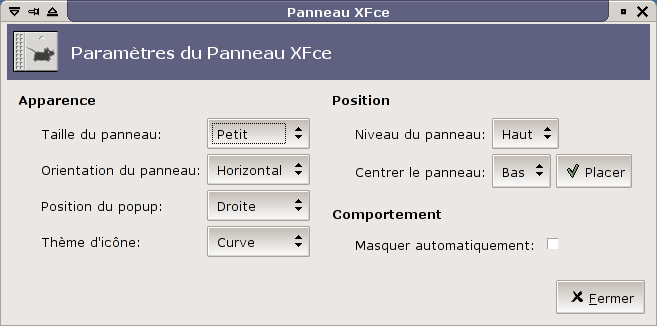 Panneau XFce
Paramètres du Panneau XFce
Apparence
Taille du panneau: Petit
Orientation du panneau: Horizontal
Position du popup: Droite
Thème d'icône: Curve
Position
Niveau du panneau: Haut
Centrer le panneau: Bas Placer
Comportement
Masquer automatiquement:
Fermer